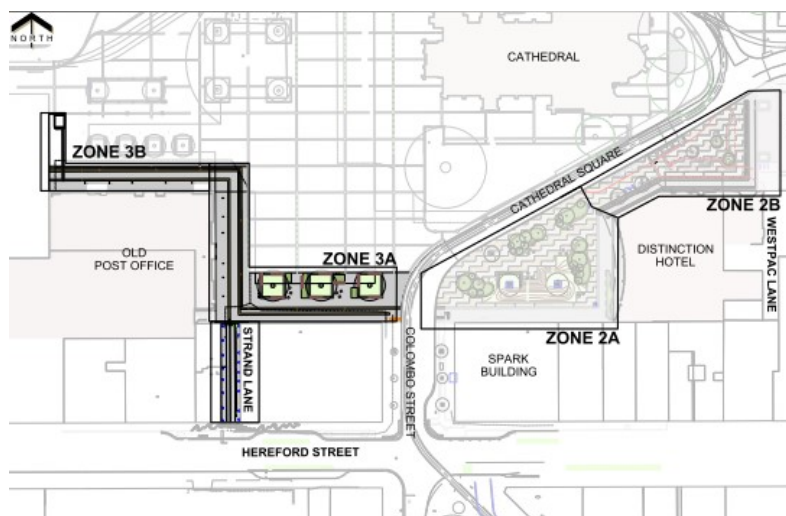 NORTH
CATHEDRAL
ZONE 3B
CATHEDRAL SQUARE
ZONE 2B
OLD
POST OFFICE
ZONE 3A
DISTINCTION
HOTEL
WESTPAC LANE
ZONE 2A
STRAND LANE
COLOMBO STREET
SPARK
BUILDING
HEREFORD STREET